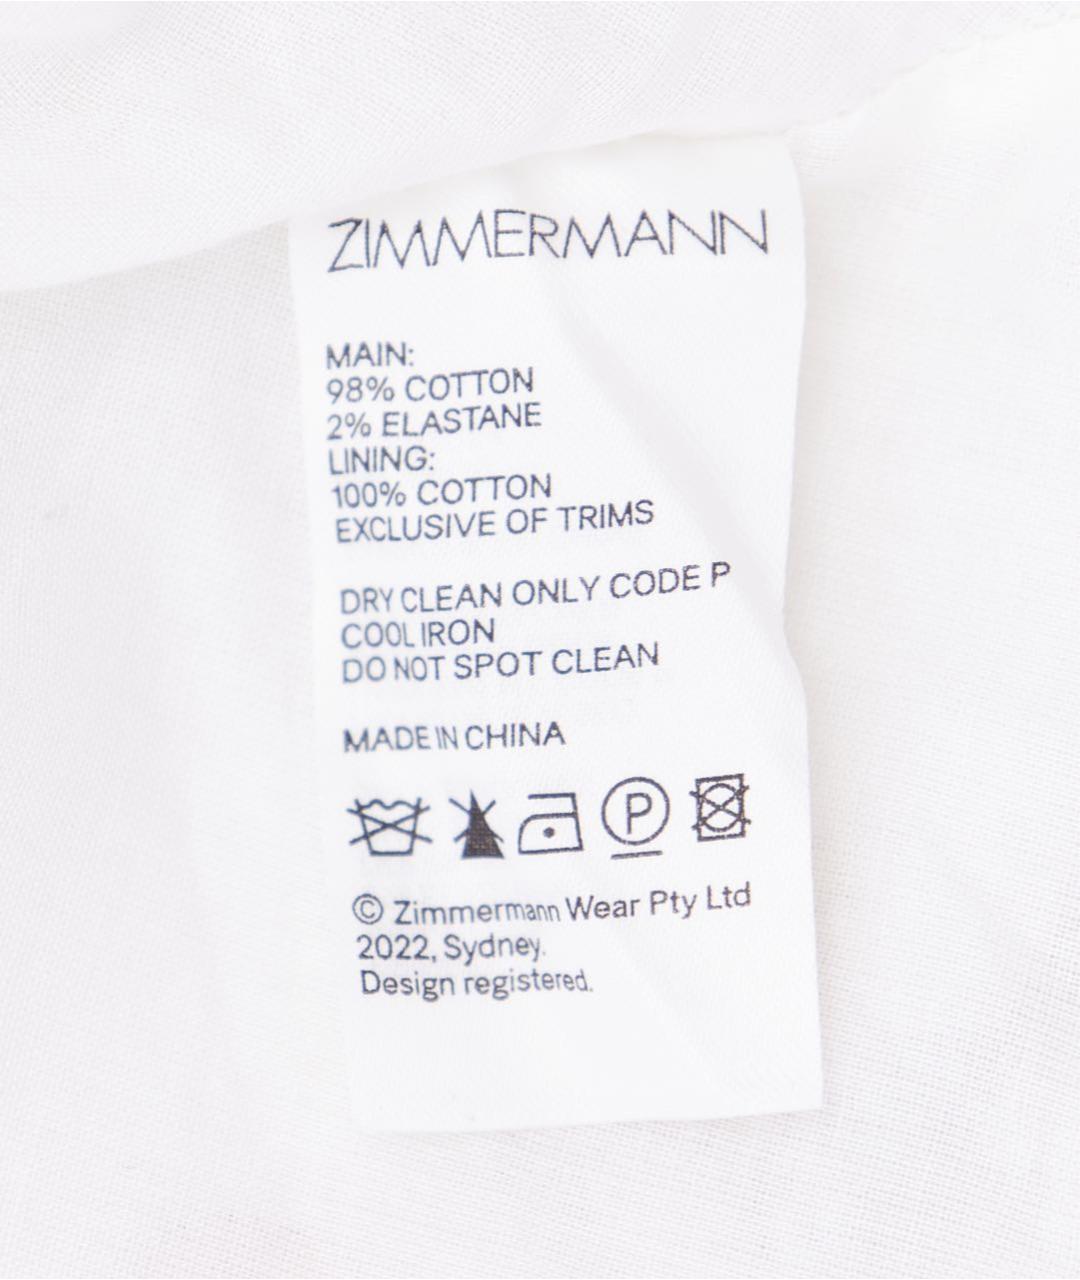 ZIMMERMANN
MAIN:
98% COTTON
2% ELASTANE
LINING:
100% COTTON
EXCLUSIVE OF TRIMS
DRY CLEAN ONLY CODE P
COOL IRON
DO NOT SPOT CLEAN
MADE IN CHINA
P
© Zimmermann Wear Pty Ltd
2022, Sydney.
Design registered.